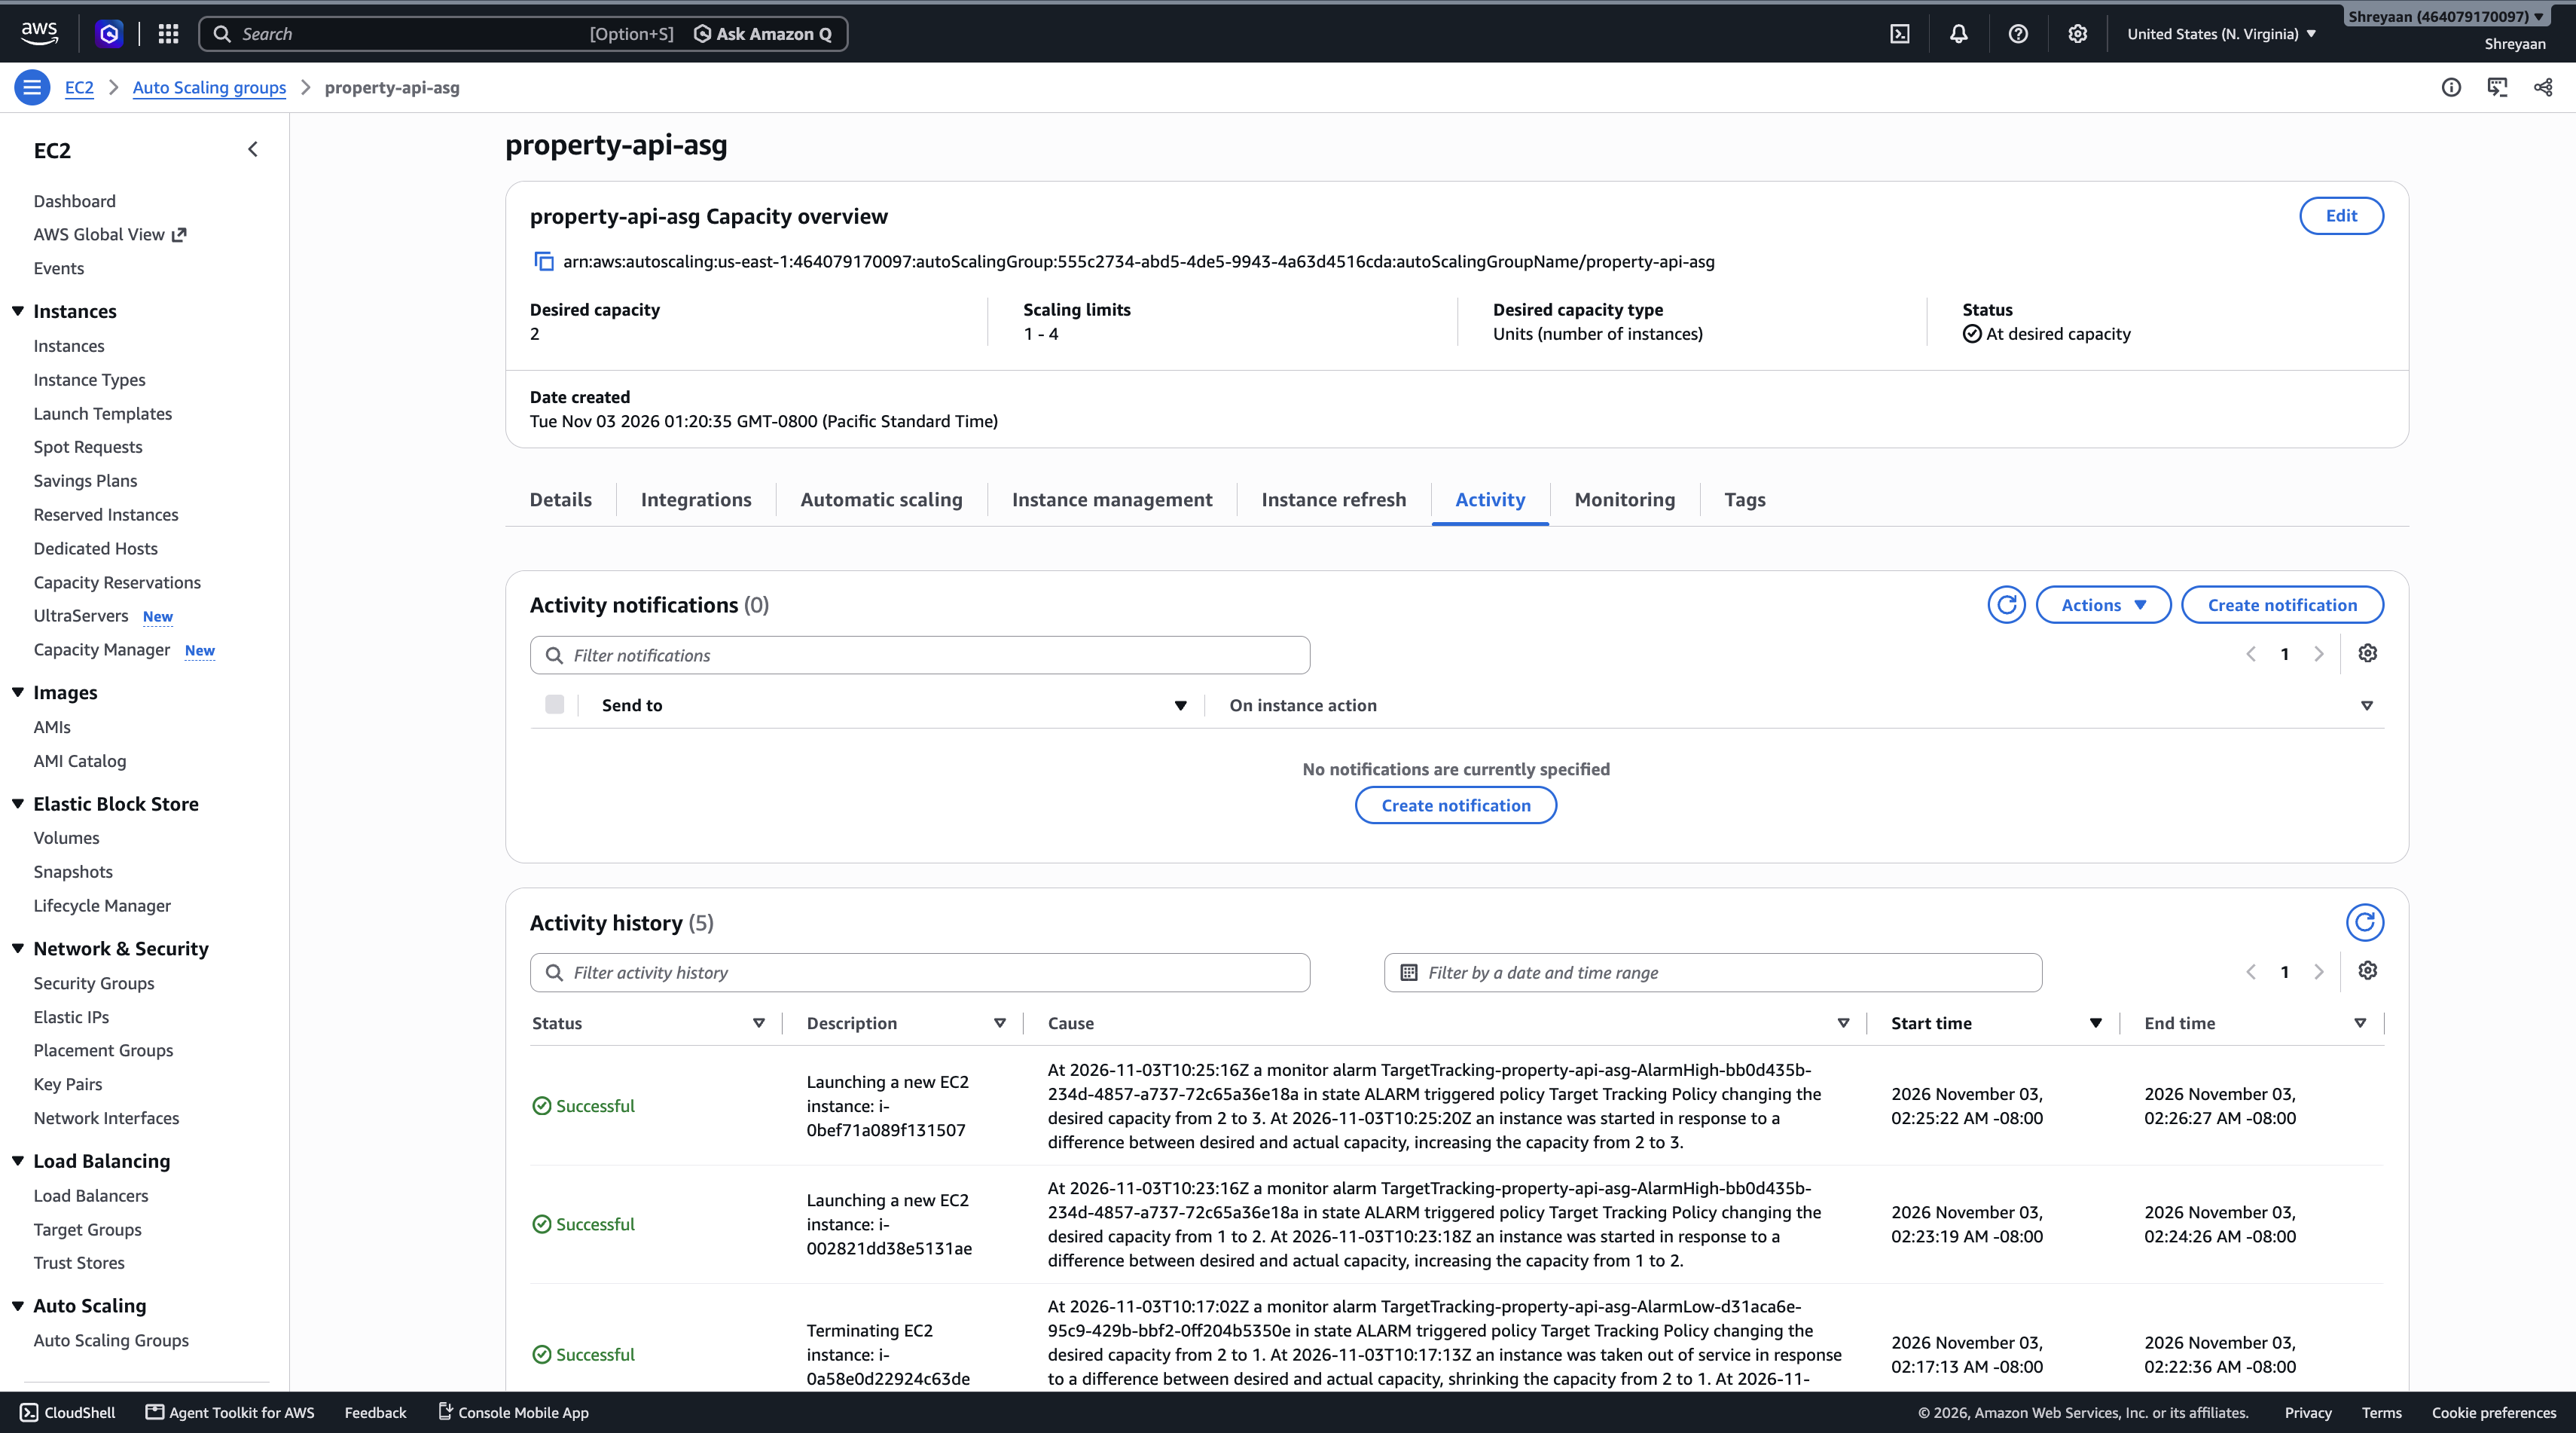 aws
Search
[Option+S]
Ask Amazon Q
United States (N. Virginia)
Shreyaan (464079170097)
Shreyaan
EC2
Auto Scaling groups
property-api-asg
EC2
Dashboard
AWS Global View
Events
Instances
Instances
Instance Types
Launch Templates
Spot Requests
Savings Plans
Reserved Instances
Dedicated Hosts
Capacity Reservations
UltraServers New
Capacity Manager New
Images
AMIs
AMI Catalog
Elastic Block Store
Volumes
Snapshots
Lifecycle Manager
Network & Security
Security Groups
Elastic IPs
Placement Groups
Key Pairs
Network Interfaces
Load Balancing
Load Balancers
Target Groups
Trust Stores
Auto Scaling
Auto Scaling Groups
property-api-asg
property-api-asg Capacity overview
Edit
arn:aws:autoscaling:us-east-1:464079170097:autoScalingGroup:555c2734-abd5-4de5-9943-4a63d4516cda:autoScalingGroupName/property-api-asg
Desired capacity
2
Scaling limits
1 - 4
Desired capacity type
Units (number of instances)
Status
At desired capacity
Date created
Tue Nov 03 2026 01:20:35 GMT-0800 (Pacific Standard Time)
Details
Integrations
Automatic scaling
Instance management
Instance refresh
Activity
Monitoring
Tags
Activity notifications (0)
Actions
Create notification
Filter notifications
1
Send to
On instance action
No notifications are currently specified
Create notification
Activity history (5)
Filter activity history
Filter by a date and time range
1
Status
Description
Cause
Start time
End time
Successful
Launching a new EC2
instance: i-
0bef71a089f131507
At 2026-11-03T10:25:16Z a monitor alarm TargetTracking-property-api-asg-AlarmHigh-bb0d435b-
234d-4857-a737-72c65a36e18a in state ALARM triggered policy Target Tracking Policy changing the
desired capacity from 2 to 3. At 2026-11-03T10:25:20Z an instance was started in response to a
difference between desired and actual capacity, increasing the capacity from 2 to 3.
2026 November 03,
02:25:22 AM -08:00
2026 November 03,
02:26:27 AM -08:00
Successful
Launching a new EC2
instance: i-
002821dd38e5131ae
At 2026-11-03T10:23:16Z a monitor alarm TargetTracking-property-api-asg-AlarmHigh-bb0d435b-
234d-4857-a737-72c65a36e18a in state ALARM triggered policy Target Tracking Policy changing the
desired capacity from 1 to 2. At 2026-11-03T10:23:18Z an instance was started in response to a
difference between desired and actual capacity, increasing the capacity from 1 to 2.
2026 November 03,
02:23:19 AM -08:00
2026 November 03,
02:24:26 AM -08:00
Successful
Terminating EC2
instance: i-
0a58e0d22924c63de
At 2026-11-03T10:17:02Z a monitor alarm TargetTracking-property-api-asg-AlarmLow-d31aca6e-
95c9-429b-bbf2-0ff204b5350e in state ALARM triggered policy Target Tracking Policy changing the
desired capacity from 2 to 1. At 2026-11-03T10:17:13Z an instance was taken out of service in response
to a difference between desired and actual capacity, shrinking the capacity from 2 to 1. At 2026-11-
2026 November 03,
02:17:13 AM -08:00
2026 November 03,
02:22:36 AM -08:00
CloudShell
Agent Toolkit for AWS
Feedback
Console Mobile App
© 2026, Amazon Web Services, Inc. or its affiliates.
Privacy
Terms
Cookie preferences